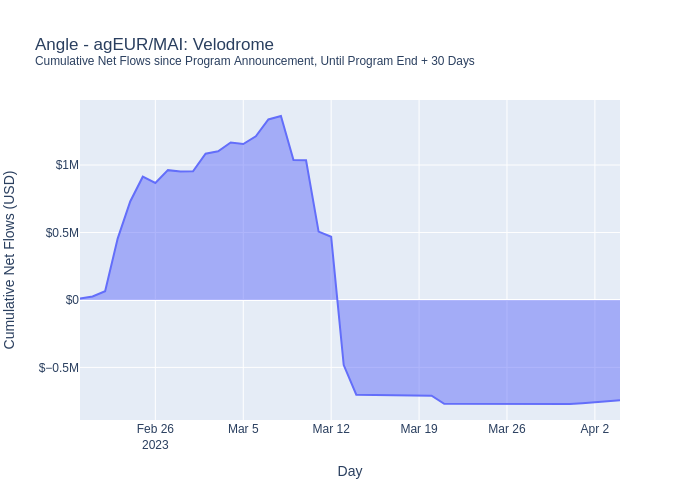 Angle - agEUR/MAI: Velodrome
Cumulative Net Flows since Program Announcement, Until Program End + 30 Days
Cumulative Net Flows (USD)
$1M
$0.5M
$0
$−0.5M
Feb 26
2023
Mar 5
Mar 12
Mar 19
Mar 26
Apr 2
Day